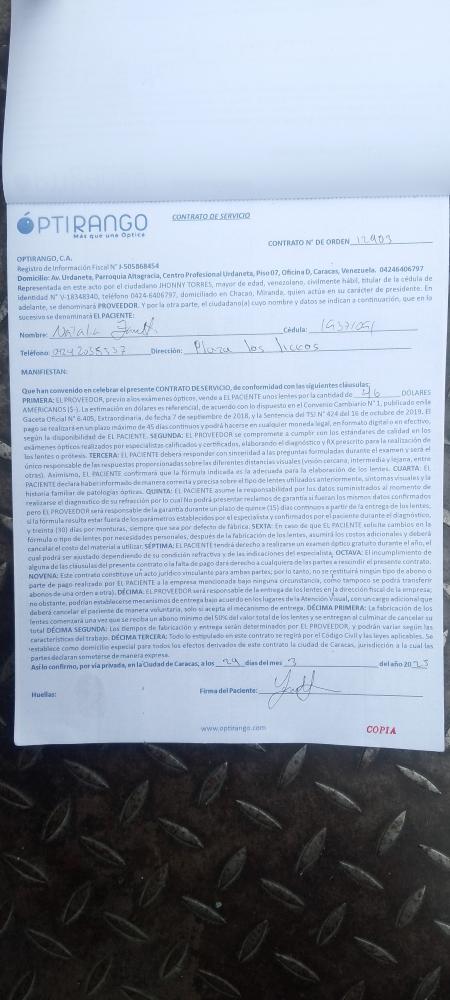 ÓPTIRANGO
Más que una Óptica
CONTRATO DE SERVICIO
CONTRATO N° DE ORDEN 12903
OPTIRANGO, C.A.
Registro de Información Fiscal N° J-505868454
Domicilio: Av. Urdaneta, Parroquia Altagracia, Centro Profesional Urdaneta, Piso 07, Oficina D, Caracas, Venezuela. 04246406797
Representada en este acto por el ciudadano JHONNY TORRES, mayor de edad, venezolano, civilmente hábil, titular de la cédula de
identidad N° V-18348340, teléfono 0424-6406797, domiciliado en Chacao, Miranda, quien actúa en su carácter de presidente. En
adelante, se denominará PROVEEDOR. Y por la otra parte, el ciudadano(a) cuyo nombre y datos se indican a continuación, que en lo
sucesivo se denominará EL PACIENTE:
Nombre: Natalia Cédula:
Teléfono: Dirección: Plaza los
MANIFIESTAN:
Que han convenido en celebrar el presente CONTRATO DE SERVICIO, de conformidad con las siguientes cláusulas:
PRIMERA: EL PROVEEDOR, previo a los exámenes ópticos, vende a EL PACIENTE unos lentes por la cantidad de 46 DÓLARES
AMERICANOS ($-). La estimación en dólares es referencial, de acuerdo con lo dispuesto en el Convenio Cambiario N° 1, publicado en la
Gaceta Oficial N° 6.405, Extraordinaria, de fecha 7 de septiembre de 2018, y la Sentencia del TSJ N° 424 del 16 de octubre de 2019. El
pago se realizará en un plazo máximo de 45 días continuos y podrá hacerse en cualquier moneda legal, en formato digital o en efectivo,
según la disponibilidad de EL PACIENTE. SEGUNDA: EL PROVEEDOR se compromete a cumplir con los estándares de calidad en los
exámenes ópticos realizados por especialistas calificados y certificados, elaborando el diagnóstico y RX prescrito para la realización de
los lentes o prótesis. TERCERA: EL PACIENTE deberá responder con sinceridad a las preguntas formuladas durante el examen y será el
único responsable de las respuestas proporcionadas sobre las diferentes distancias visuales (visión cercana, intermedia y lejana, entre
otras). Asimismo, EL PACIENTE confirmará que la fórmula indicada es la adecuada para la elaboración de los lentes. CUARTA: EL
PACIENTE declara haber informado de manera correcta y precisa sobre el tipo de lentes utilizados anteriormente, síntomas visuales y la
historia familiar de patologías ópticas. QUINTA: EL PACIENTE asume la responsabilidad por los datos suministrados al momento de
realizarse el diagnostico de su refracción por lo cual No podrá presentar reclamos de garantía si fueran los mismos datos confirmados
pero EL PROVEEDOR será responsable de la garantía durante un plazo de quince (15) días continuos a partir de la entrega de los lentes,
si la fórmula resulta estar fuera de los parámetros establecidos por el especialista y confirmados por el paciente durante el diagnóstico,
y treinta (30) días por monturas, siempre que sea por defecto de fábrica. SEXTA: En caso de que EL PACIENTE solicite cambios en la
fórmula o tipo de lentes por necesidades personales, después de la fabricación de los lentes, asumirá los costos adicionales y deberá
cancelar el costo del material a utilizar. SÉPTIMA: EL PACIENTE tendrá derecho a realizarse un examen óptico gratuito durante el año, el
cual podrá ser ajustado dependiendo de su condición refractiva y de las indicaciones del especialista. OCTAVA: El incumplimiento de
alguna de las cláusulas del presente contrato o la falta de pago dará derecho a cualquiera de las partes a rescindir el presente contrato.
NOVENA: Este contrato constituye un acto jurídico vinculante para ambas partes; por lo tanto, no se restituirá ningún tipo de abono o
parte de pago realizado por EL PACIENTE a la empresa mencionada bajo ninguna circunstancia, como tampoco se podrá transferir
abonos de una orden a otra). DÉCIMA: EL PROVEEDOR será responsable de la entrega de los lentes en la dirección fiscal de la empresa;
no obstante, podrían establecerse mecanismos de entrega bajo acuerdo en los lugares de la Atención Visual, con un cargo adicional que
deberá cancelar el paciente de manera voluntaria, solo si acepta el mecanismo de entrega. DÉCIMA PRIMERA: La fabricación de los
lentes comenzará una vez que se reciba un abono mínimo del 50% del valor total de los lentes y se entregan al culminar de cancelar su
total DÉCIMA SEGUNDA: Los tiempos de fabricación y entrega serán determinados por EL PROVEEDOR, y podrán variar según las
características del trabajo. DÉCIMA TERCERA: Todo lo estipulado en este contrato se regirá por el Código Civil y las leyes aplicables. Se
establece como domicilio especial para todos los efectos derivados de este contrato la ciudad de Caracas, jurisdicción a la cual las
partes declaran someterse de manera expresa.
Así lo confirmo, por vía privada, en la Ciudad de Caracas, a los 29 días del mes 3 del año 2025
Huellas: Firma del Paciente:
www.optirango.com
COPIA